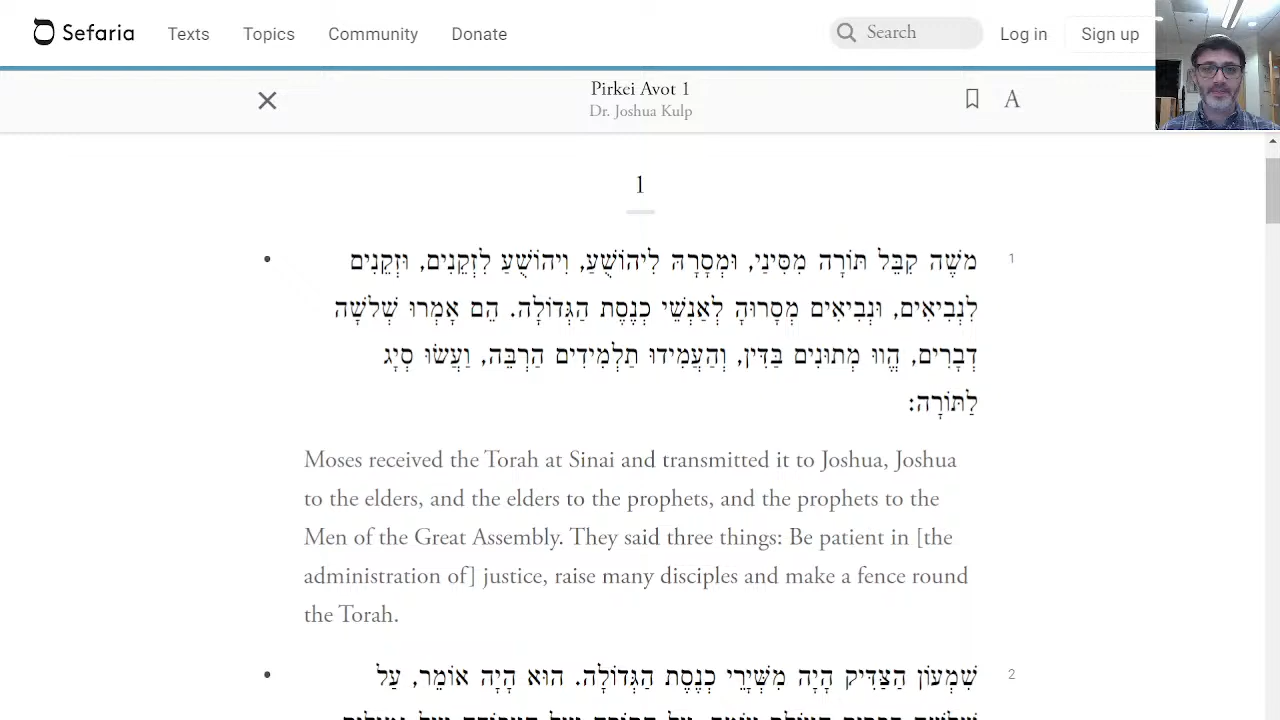 Sefaria Texts Topics Community Donate Search Log in Sign up
Pirkei Avot 1
Dr. Joshua Kulp
A
1
1
מֹשֶׁה קִבֵּל תּוֹרָה מִסִּינַי, וּמְסָרָהּ לִיהוֹשֻׁעַ, וִיהוֹשֻׁעַ לִזְקֵנִים, וּזְקֵנִים
לִנְבִיאִים, וּנְבִיאִים מְסָרוּהָ לְאַנְשֵׁי כְנֶסֶת הַגְּדוֹלָה. הֵם אָמְרוּ שְׁלֹשָׁה
דְבָרִים, הֱווּ מְתוּנִים בַּדִּין, וְהַעֲמִידוּ תַלְמִידִים הַרְבֵּה, וַעֲשׂוּ סְיָג
לַתּוֹרָה:
Moses received the Torah at Sinai and transmitted it to Joshua, Joshua
to the elders, and the elders to the prophets, and the prophets to the
Men of the Great Assembly. They said three things: Be patient in [the
administration of] justice, raise many disciples and make a fence round
the Torah.
2
שִׁמְעוֹן הַצַּדִּיק הָיָה מִשְּׁיָרֵי כְנֶסֶת הַגְּדוֹלָה. הוּא הָיָה אוֹמֵר, עַל